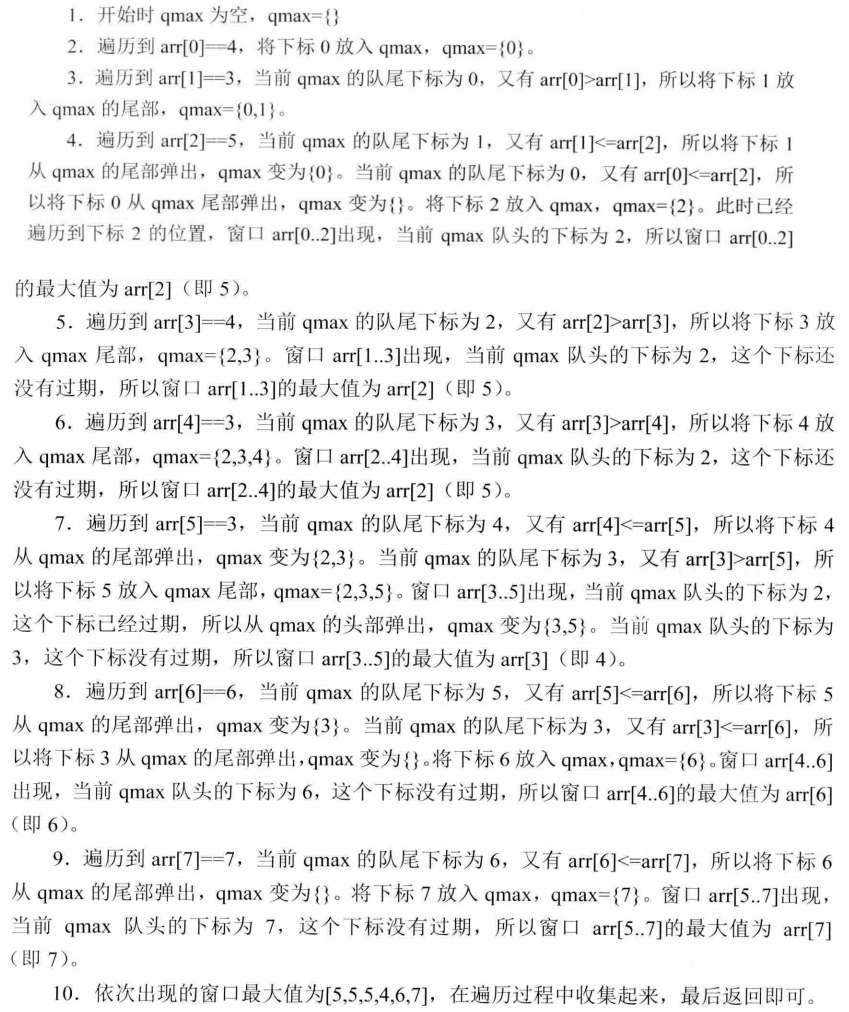 1．开始时 qmax 为空，qmax={}
2．遍历到 arr[0]==4，将下标 0 放入 qmax，qmax={0}。
3．遍历到 arr[1]==3，当前 qmax 的队尾下标为 0，又有 arr[0]>arr[1]，所以将下标 1 放
入 qmax 的尾部，qmax={0,1}。
4．遍历到 arr[2]==5，当前 qmax 的队尾下标为 1，又有 arr[1]<=arr[2]，所以将下标 1
从 qmax 的尾部弹出，qmax 变为{0}。当前 qmax 的队尾下标为 0，又有 arr[0]<=arr[2]，所
以将下标 0 从 qmax 尾部弹出，qmax 变为{}。将下标 2 放入 qmax，qmax={2}。此时已经
遍历到下标 2 的位置，窗口 arr[0..2]出现，当前 qmax 队头的下标为 2，所以窗口 arr[0..2]
的最大值为 arr[2]（即 5）。
5．遍历到 arr[3]==4，当前 qmax 的队尾下标为 2，又有 arr[2]>arr[3]，所以将下标 3 放
入 qmax 尾部，qmax={2,3}。窗口 arr[1..3]出现，当前 qmax 队头的下标为 2，这个下标还
没有过期，所以窗口 arr[1..3]的最大值为 arr[2]（即 5）。
6．遍历到 arr[4]==3，当前 qmax 的队尾下标为 3，又有 arr[3]>arr[4]，所以将下标 4 放
入 qmax 尾部，qmax={2,3,4}。窗口 arr[2..4]出现，当前 qmax 队头的下标为 2，这个下标还
没有过期，所以窗口 arr[2..4]的最大值为 arr[2]（即 5）。
7．遍历到 arr[5]==3，当前 qmax 的队尾下标为 4，又有 arr[4]<=arr[5]，所以将下标 4
从 qmax 的尾部弹出，qmax 变为{2,3}。当前 qmax 的队尾下标为 3，又有 arr[3]>arr[5]，所
以将下标 5 放入 qmax 尾部，qmax={2,3,5}。窗口 arr[3..5]出现，当前 qmax 队头的下标为 2，
这个下标已经过期，所以从 qmax 的头部弹出，qmax 变为{3,5}。当前 qmax 队头的下标为
3，这个下标没有过期，所以窗口 arr[3..5]的最大值为 arr[3]（即 4）。
8．遍历到 arr[6]==6，当前 qmax 的队尾下标为 5，又有 arr[5]<=arr[6]，所以将下标 5
从 qmax 的尾部弹出，qmax 变为{3}。当前 qmax 的队尾下标为 3，又有 arr[3]<=arr[6]，所
以将下标 3 从 qmax 的尾部弹出，qmax 变为{}。将下标 6 放入 qmax，qmax={6}。窗口 arr[4..6]
出现，当前 qmax 队头的下标为 6，这个下标没有过期，所以窗口 arr[4..6]的最大值为 arr[6]
（即 6）。
9．遍历到 arr[7]==7，当前 qmax 的队尾下标为 6，又有 arr[6]<=arr[7]，所以将下标 6
从 qmax 的尾部弹出，qmax 变为{}。将下标 7 放入 qmax，qmax={7}。窗口 arr[5..7]出现，
当前 qmax 队头的下标为 7，这个下标没有过期，所以窗口 arr[5..7]的最大值为 arr[7]
（即 7）。
10．依次出现的窗口最大值为[5,5,5,4,6,7]，在遍历过程中收集起来，最后返回即可。